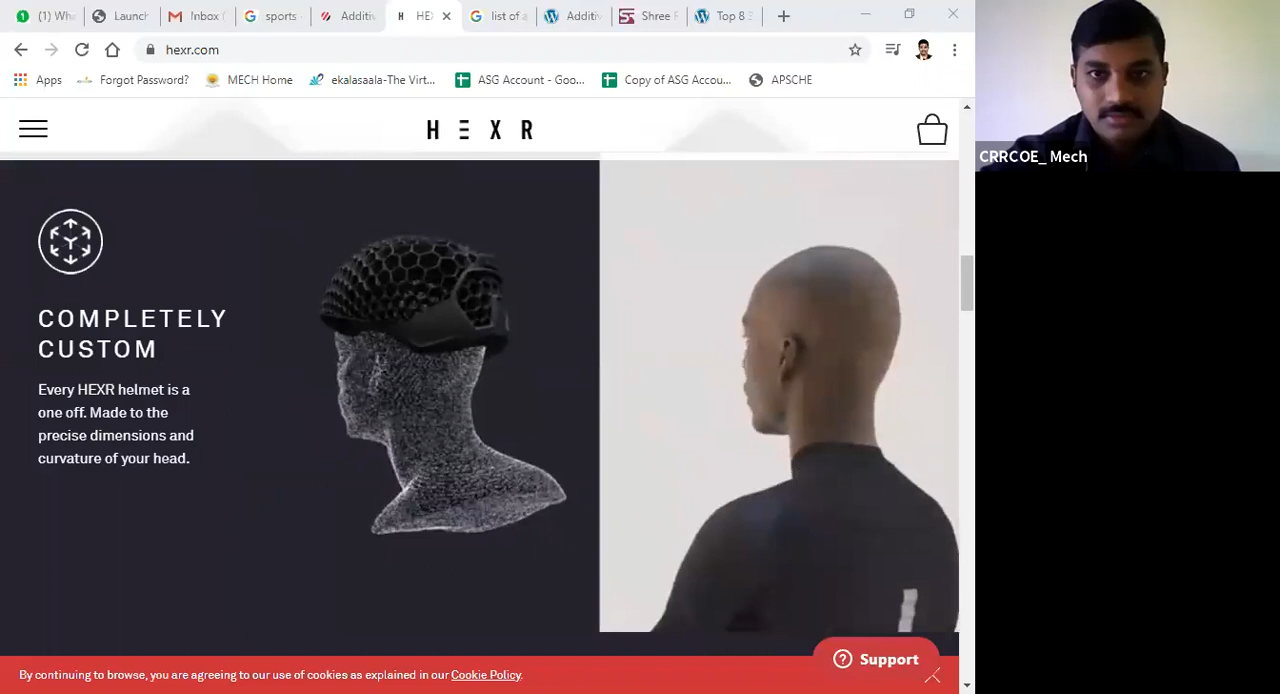 (1) Wh
Launch
Inbox (
sports -
Additiv
HEX
list of a
Additiv
Shree R
Top 8 3
hexr.com
Apps
Forgot Password?
MECH Home
ekalasaala-The Virt...
ASG Account - Goo...
Copy of ASG Accou...
APSCHE
HEXR
CRRCOE_ Mech
COMPLETELY
CUSTOM
Every HEXR helmet is a
one off. Made to the
precise dimensions and
curvature of your head.
Support
By continuing to browse, you are agreeing to our use of cookies as explained in our Cookie Policy.